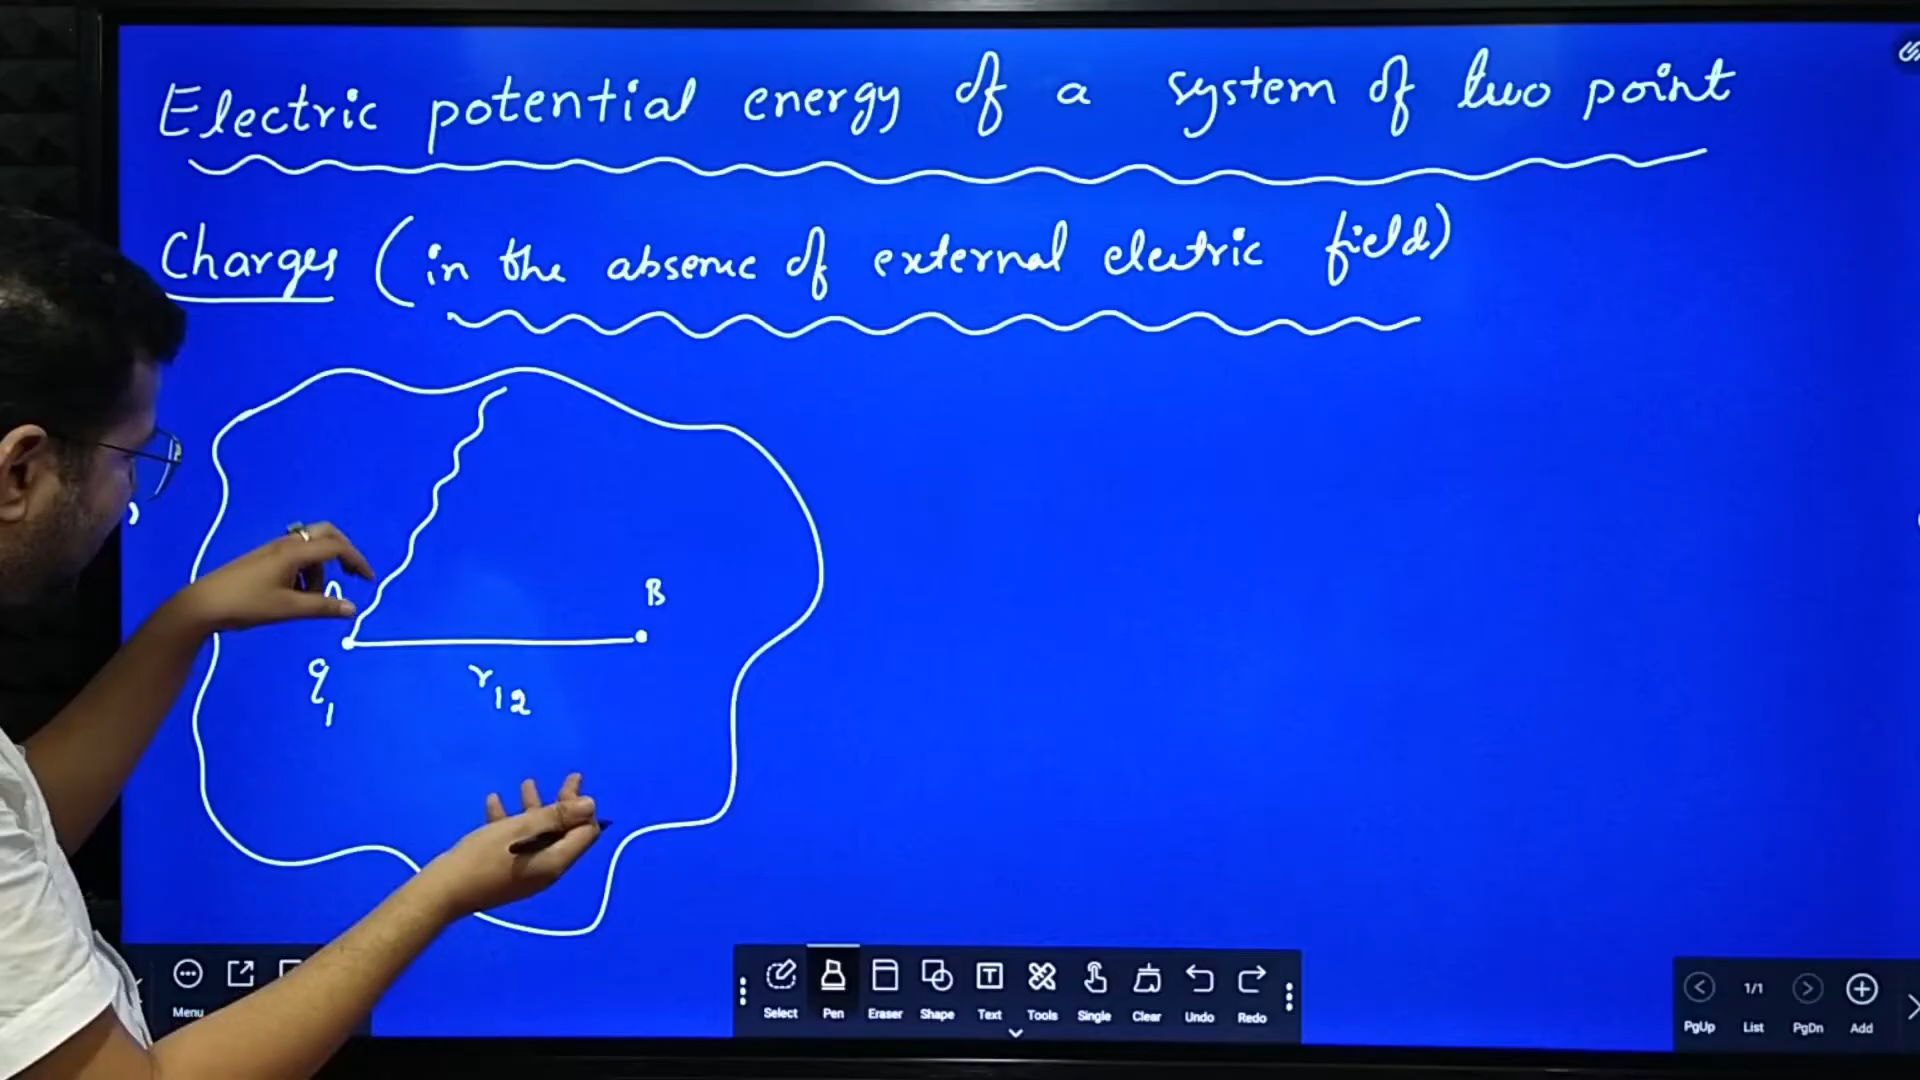 Electric potential energy of a system of two point
Charges (in the absence of external electric field)
B
q1
r12
Menu
Select Pen Eraser Shape Text Tools Single Clear Undo Redo
1/1
PgUp List PgDn Add